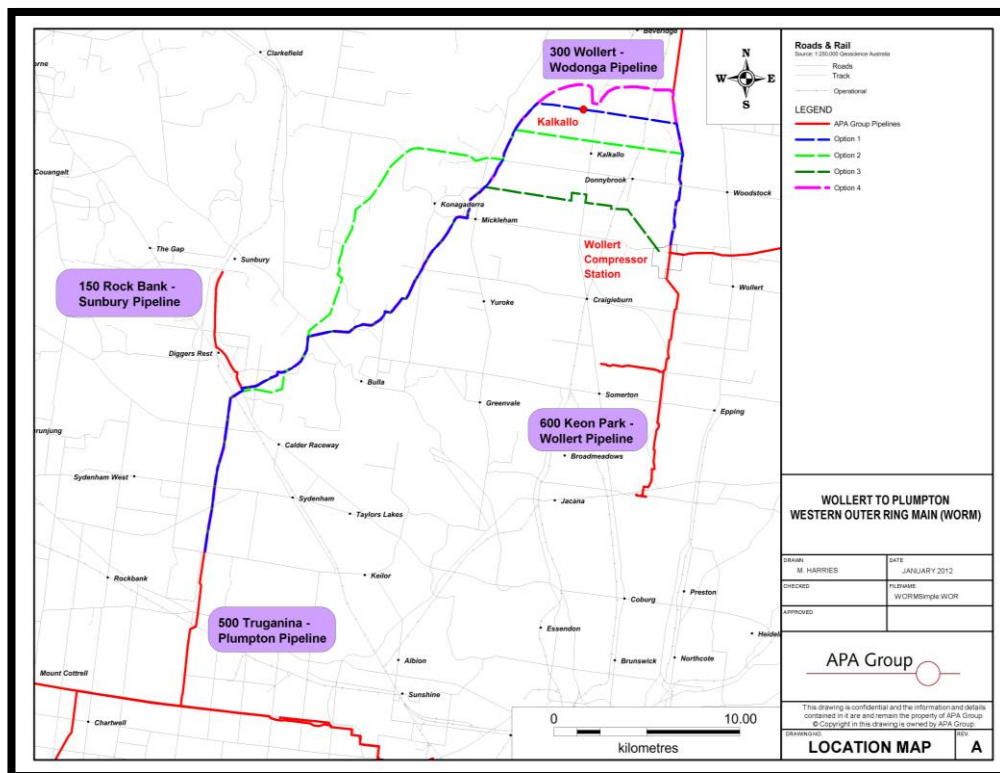 Beveridge
Clarkefield
300 Wollert -
Wodonga Pipeline
N
W
E
S
Kalkallo
Kalkallo
Couangalt
Donnybrook
Woodstock
Konagaderra
Mickleham
The Gap
Sunbury
Wollert
Compressor
Station
150 Rock Bank -
Sunbury Pipeline
Wollert
Yuroke
Craigieburn
Diggers Rest
Bulla
Somerton
Greenvale
Epping
600 Keon Park -
Wollert Pipeline
Calder Raceway
Broadmeadows
Sydenham West
Sydenham
Jacana
Taylors Lakes
Rockbank
Keilor
Preston
Coburg
500 Truganina -
Plumpton Pipeline
Essendon
Heidel
Albion
Brunswick
Northcote
Mount Cottrell
Sunshine
Chartwell
0
10.00
kilometres
Roads & Rail
Source: 1:250,000 Geoscience Australia
Roads
Track
Operational
LEGEND
APA Group Pipelines
Option 1
Option 2
Option 3
Option 4
WOLLERT TO PLUMPTON
WESTERN OUTER RING MAIN (WORM)
DRAWN
M. HARRIES
DATE
JANUARY 2012
CHECKED
FILENAME
WORMSimple.WOR
APPROVED
APA Group
This drawing is confidential and the information and details
contained in it are and remain the property of APA Group.
© Copyright in this drawing is owned by APA Group.
DRAWING NO.
LOCATION MAP
REV.
A